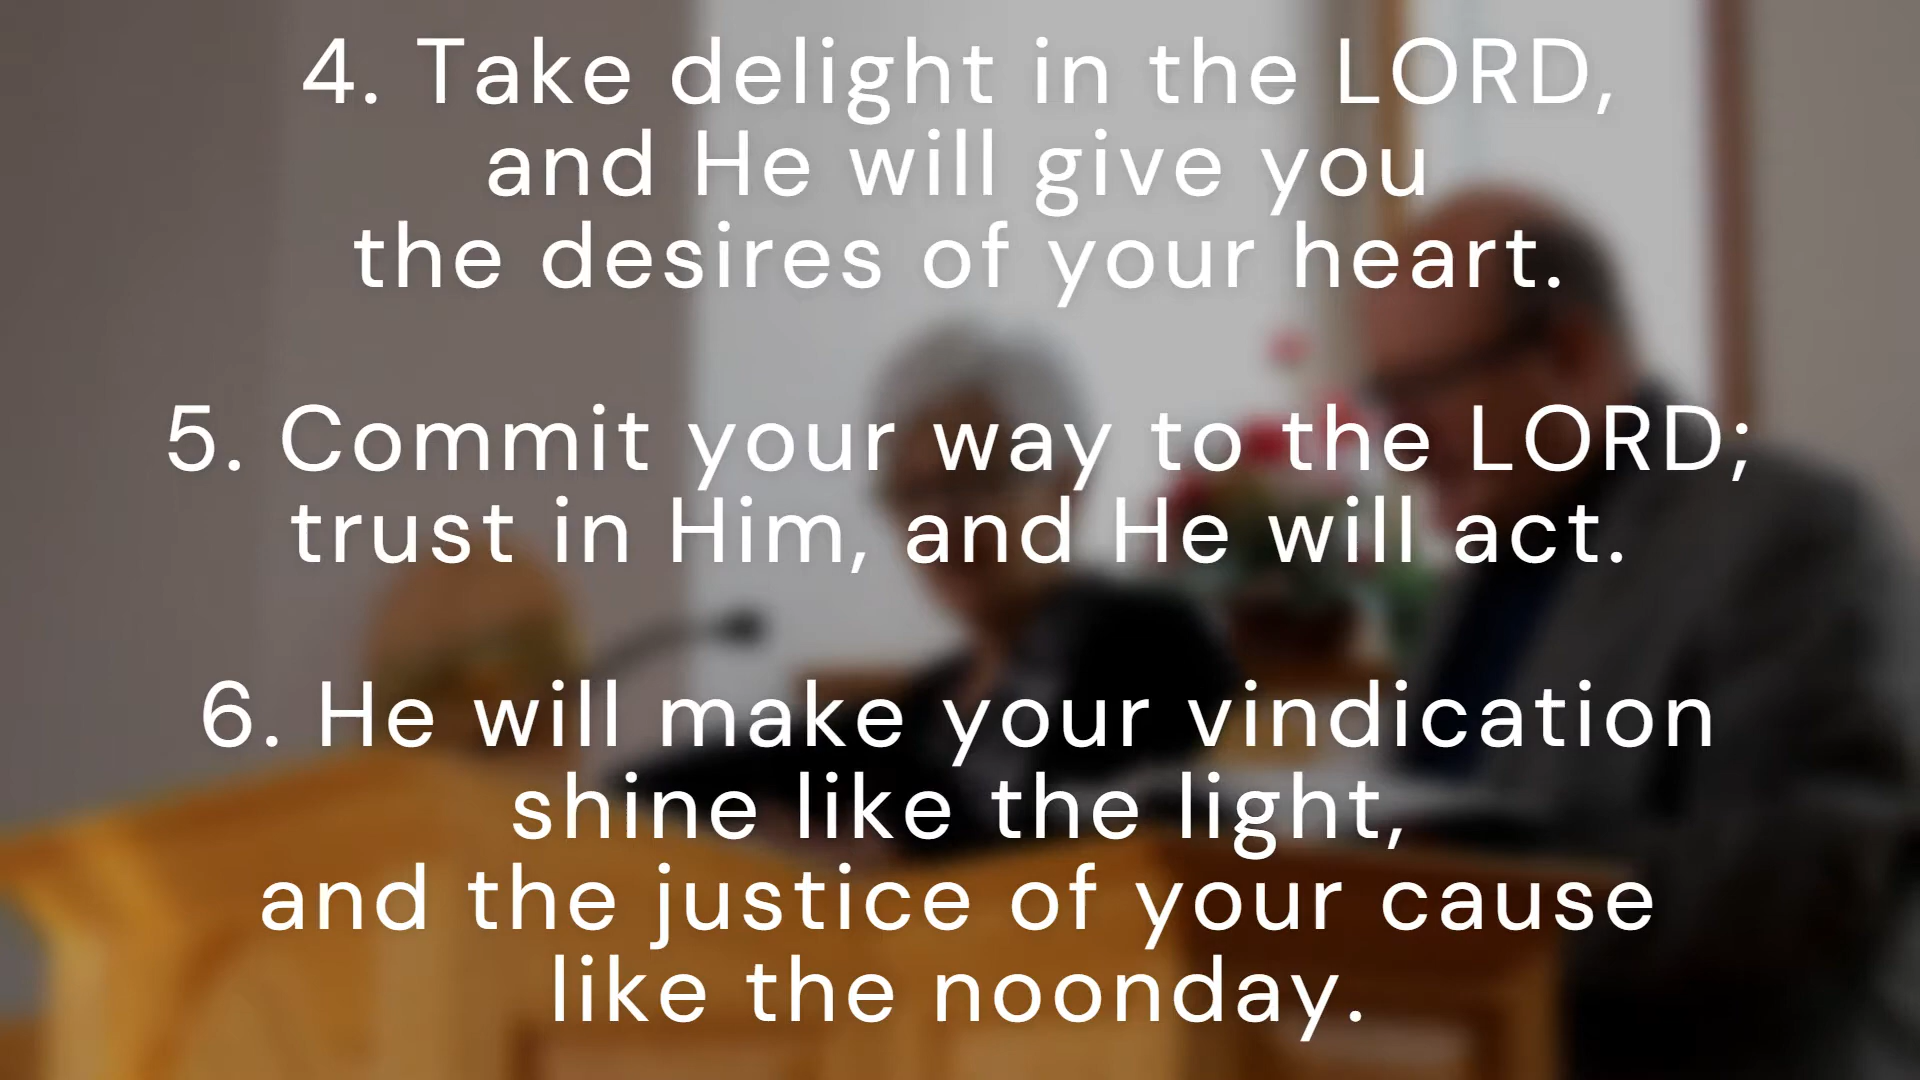 4. Take delight in the LORD,
and He will give you
the desires of your heart.
5. Commit your way to the LORD;
trust in Him, and He will act.
6. He will make your vindication
shine like the light,
and the justice of your cause
like the noonday.